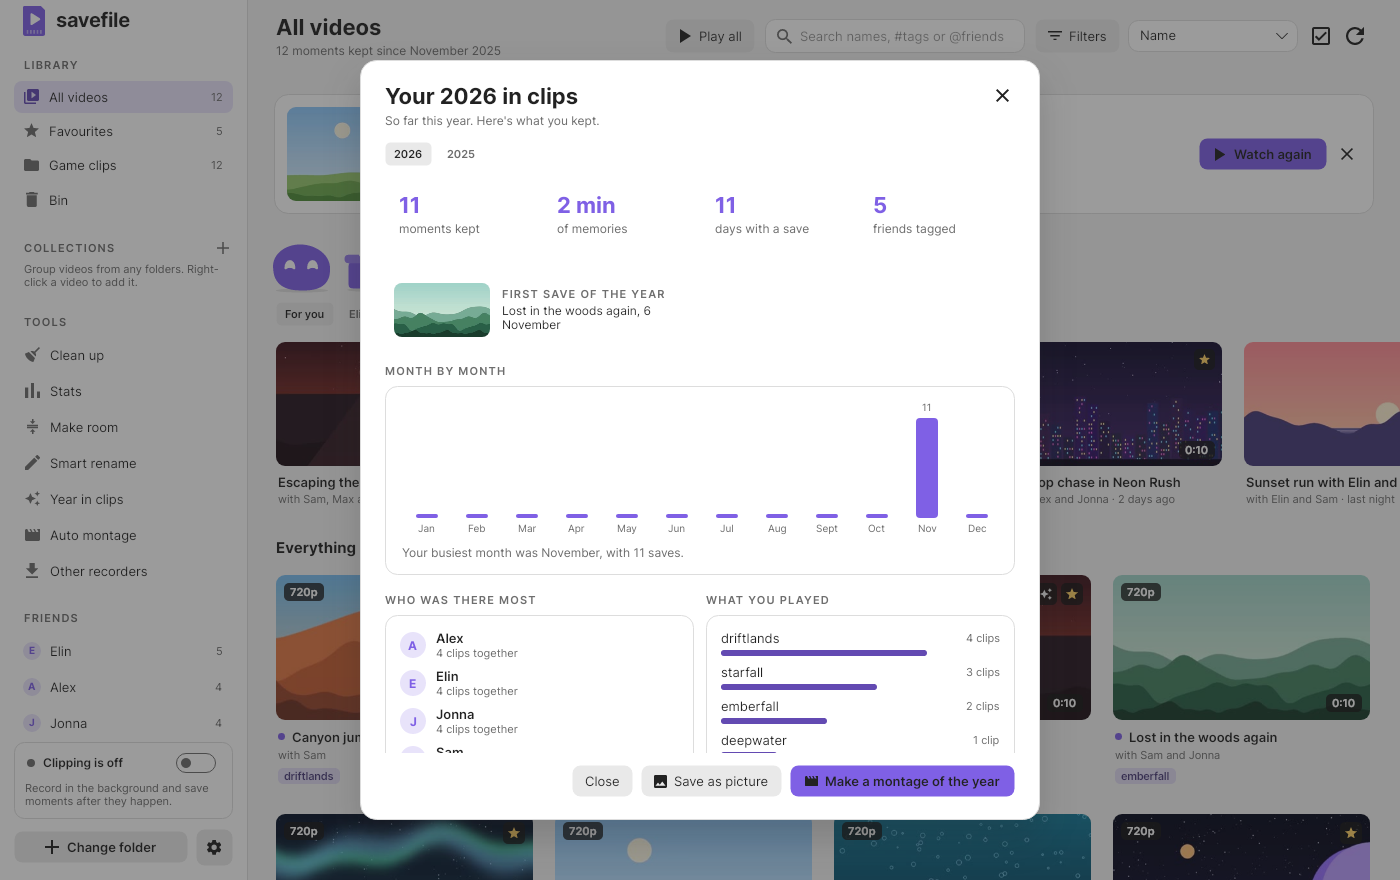 savefile
LIBRARY
All videos 12
Favourites 5
Game clips 12
Bin
COLLECTIONS
Group videos from any folders. Right-
click a video to add it.
TOOLS
Clean up
Stats
Make room
Smart rename
Year in clips
Auto montage
Other recorders
FRIENDS
E Elin 5
A Alex 4
J Jonna 4
Clipping is off
Record in the background and save
moments after they happen.
Change folder
All videos
12 moments kept since November 2025
Play all
Search names, #tags or @friends
Filters
Name
Watch again
For you
Escaping the
with Sam, Max
0:10
op chase in Neon Rush
ex and Jonna · 2 days ago
Sunset run with Elin and
with Elin and Sam · last night
Everything
720p
Canyon
with Sam
driftlands
0:10
720p
0:10
Lost in the woods again
with Sam and Jonna
emberfall
720p
720p
720p
720p
Your 2026 in clips
So far this year. Here's what you kept.
2026 2025
11
moments kept
2 min
of memories
11
days with a save
5
friends tagged
FIRST SAVE OF THE YEAR
Lost in the woods again, 6
November
MONTH BY MONTH
11
Jan Feb Mar Apr May Jun Jul Aug Sept Oct Nov Dec
Your busiest month was November, with 11 saves.
WHO WAS THERE MOST
A Alex
4 clips together
E Elin
4 clips together
J Jonna
4 clips together
Sam
WHAT YOU PLAYED
driftlands 4 clips
starfall 3 clips
emberfall 2 clips
deepwater 1 clip
Close
Save as picture
Make a montage of the year